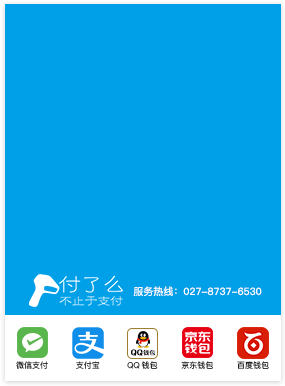 付了么
不止于支付
服务热线：027-8737-6530
支
QQ钱包
京东
钱包
微信支付
支付宝
QQ 钱包
京东钱包
百度钱包